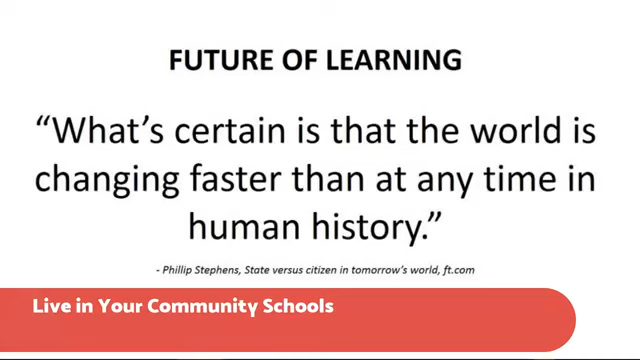 FUTURE OF LEARNING
“What’s certain is that the world is
changing faster than at any time in
human history.”
- Phillip Stephens, State versus citizen in tomorrow’s world, ft.com
Live in Your Community Schools